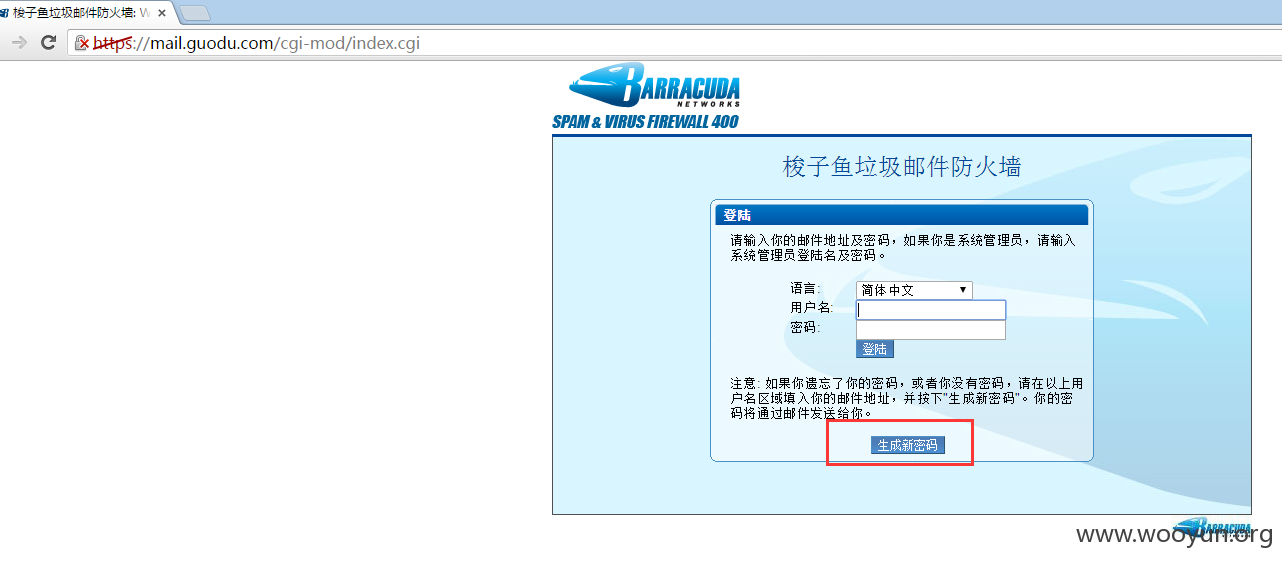 梭子鱼垃圾邮件防火墙: W
https://mail.guodu.com/cgi-mod/index.cgi
BARRACUDA
NETWORKS
SPAM & VIRUS FIREWALL 400
梭子鱼垃圾邮件防火墙
登陆
请输入你的邮件地址及密码，如果你是系统管理员，请输入
系统管理员登陆名及密码。
语言:
简体中文
用户名:
密码:
登陆
注意: 如果你遗忘了你的密码，或者你没有密码，请在以上用
户名区域填入你的邮件地址，并按下"生成新密码"。你的密
码将通过邮件发送给你。
生成新密码
BARRACUDA
www.wooyun.org